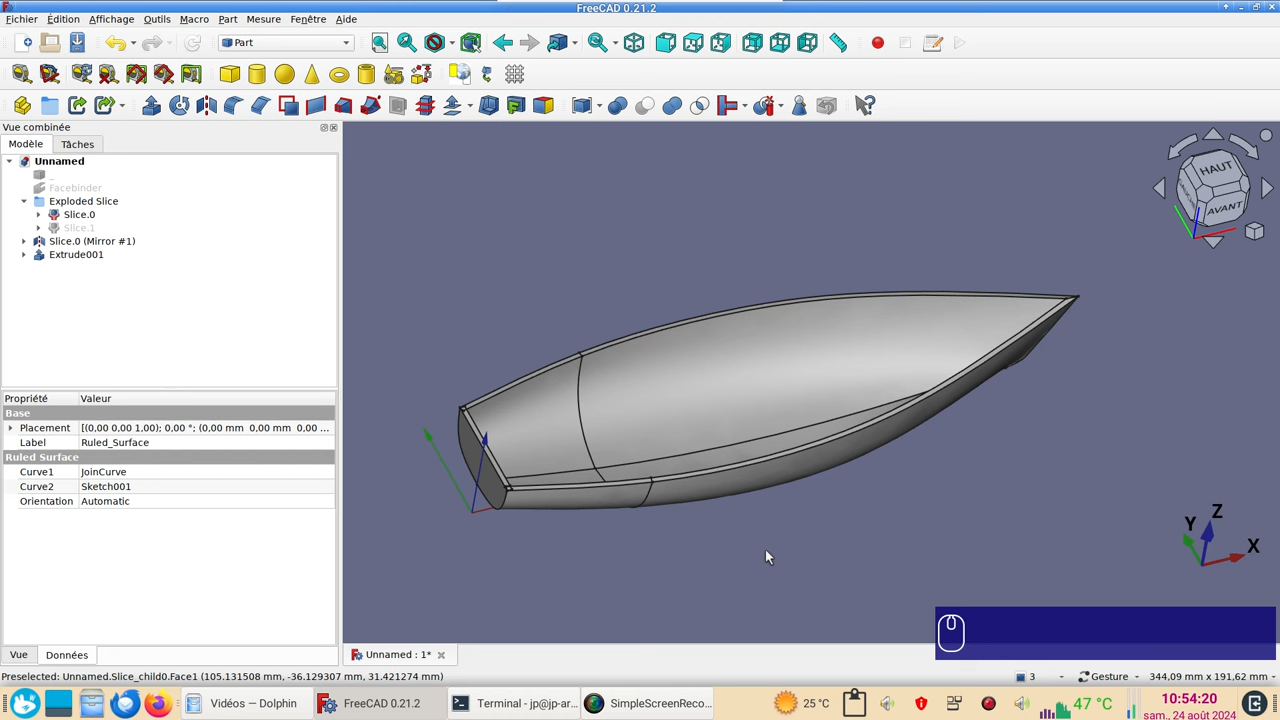 FreeCAD 0.21.2
Fichier Édition Affichage Outils Macro Part Mesure Fenêtre Aide
Part
Vue combinée
Modèle Tâches
Unnamed
_
Facebinder
Exploded Slice
Slice.0
Slice.1
Slice.0 (Mirror #1)
Extrude001
Propriété Valeur
Base
Placement [(0,00 0,00 1,00); 0,00 °; (0,00 mm 0,00 mm 0,00 ...
Label Ruled_Surface
Ruled Surface
Curve1 JoinCurve
Curve2 Sketch001
Orientation Automatic
Vue Données
HAUT
AVANT
Z
Y
X
Unnamed : 1*
Preselected: Unnamed.Slice_child0.Face1 (105.131508 mm, -36.129307 mm, 31.421274 mm)
3 Gesture 344,09 mm x 191,62 mm
Vidéos — Dolphin
FreeCAD 0.21.2
Terminal - jp@jp-ar...
SimpleScreenReco...
25 °C
47 °C
10:54:20
sam., 24 août 2024